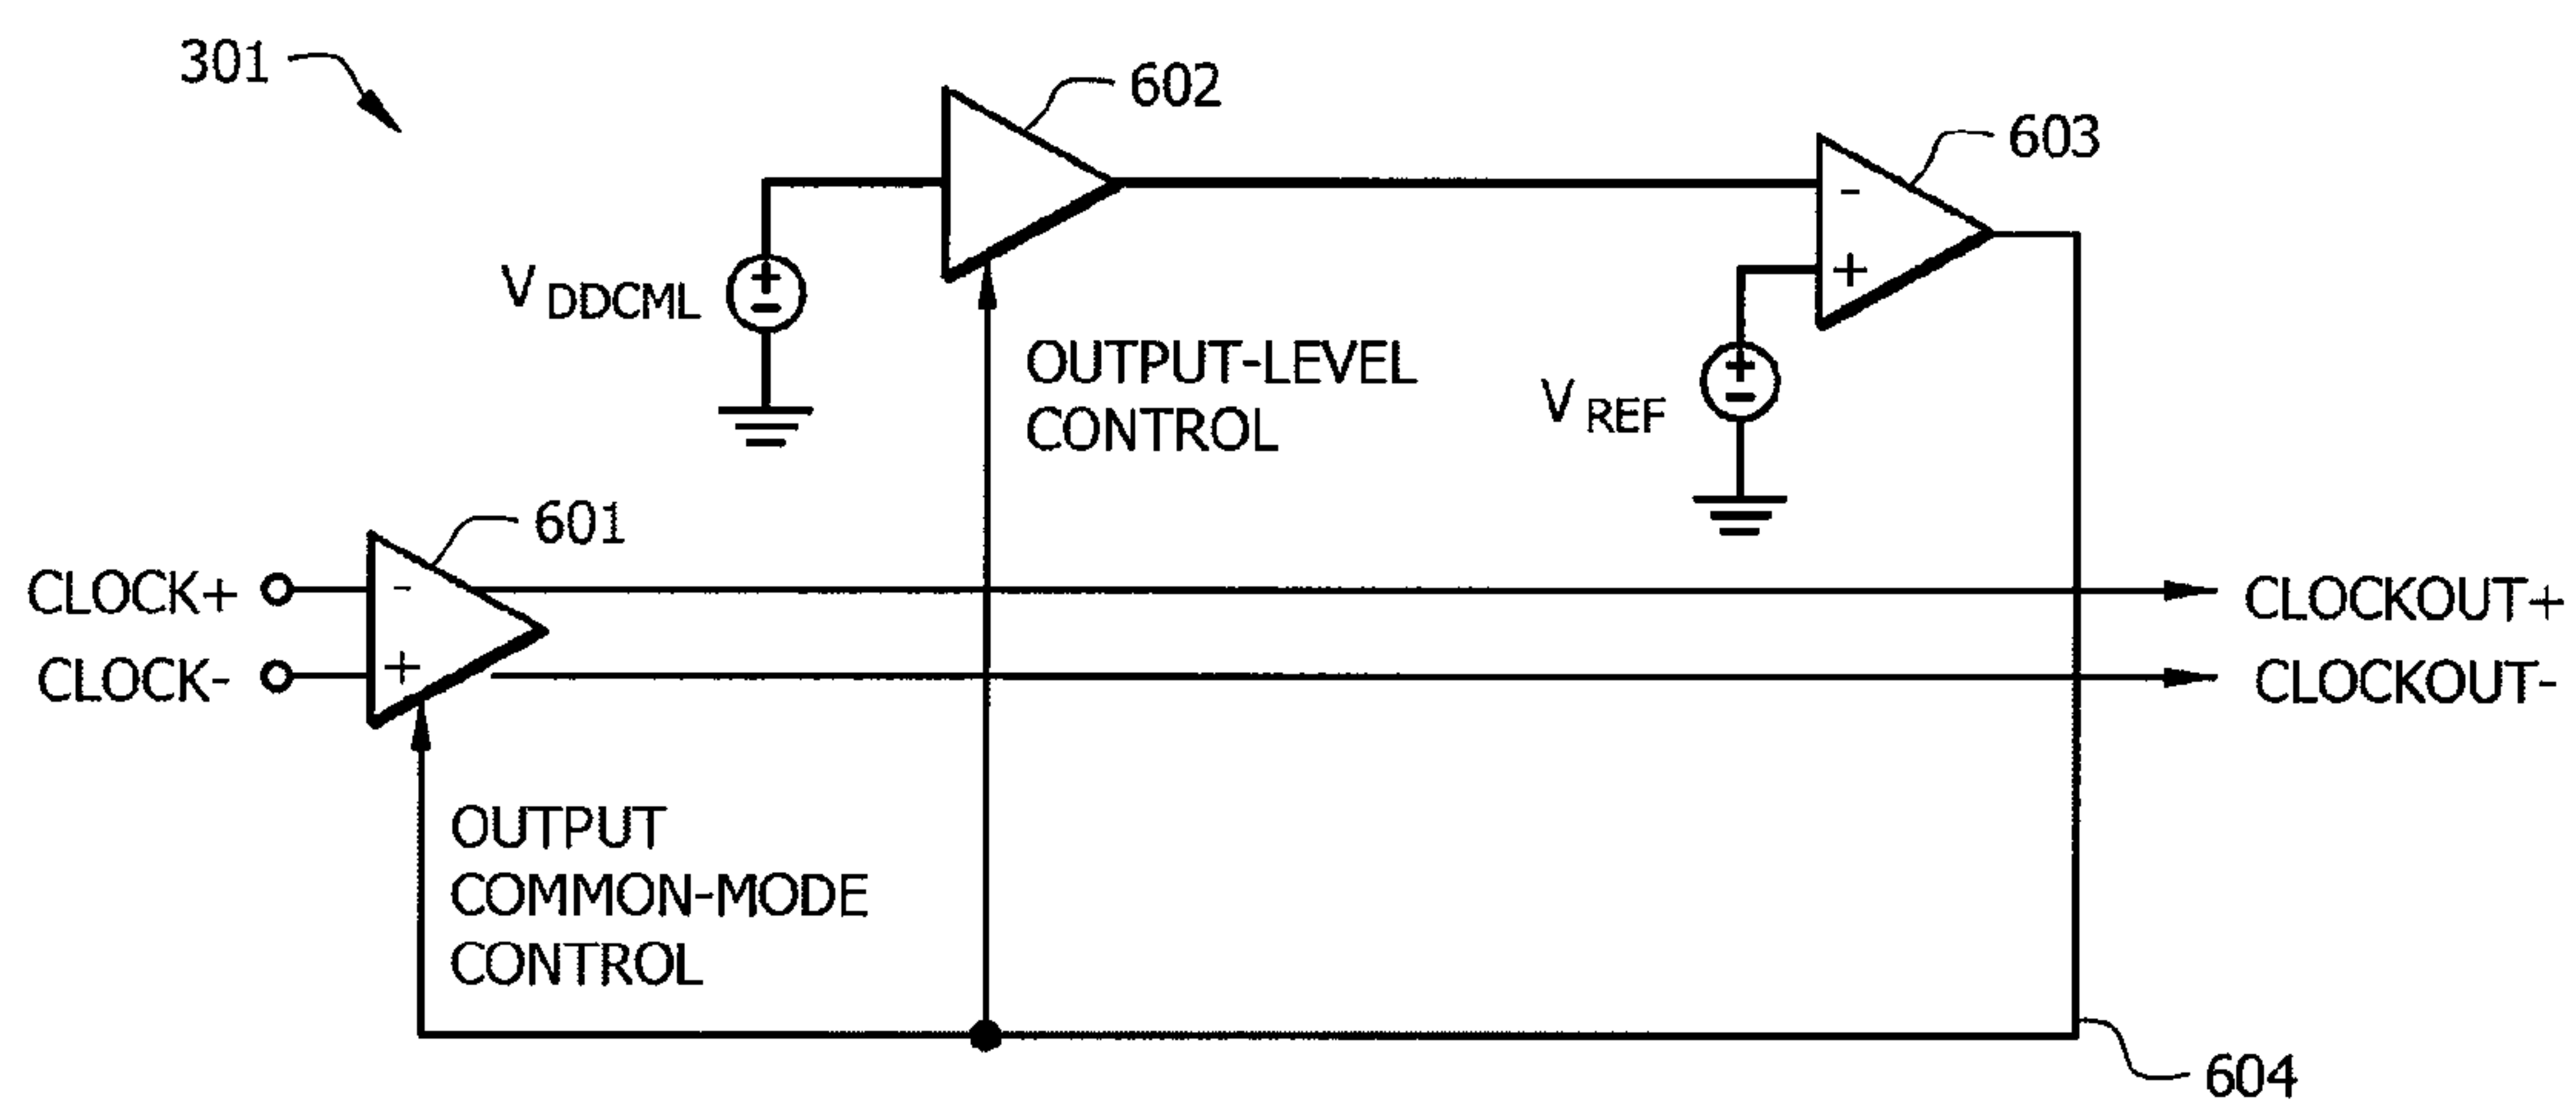 301
602
603
-
+
V DDCML
+
-
OUTPUT-LEVEL
CONTROL
V REF
+
-
601
CLOCK+
-
CLOCKOUT+
CLOCK-
+
CLOCKOUT-
OUTPUT
COMMON-MODE
CONTROL
604